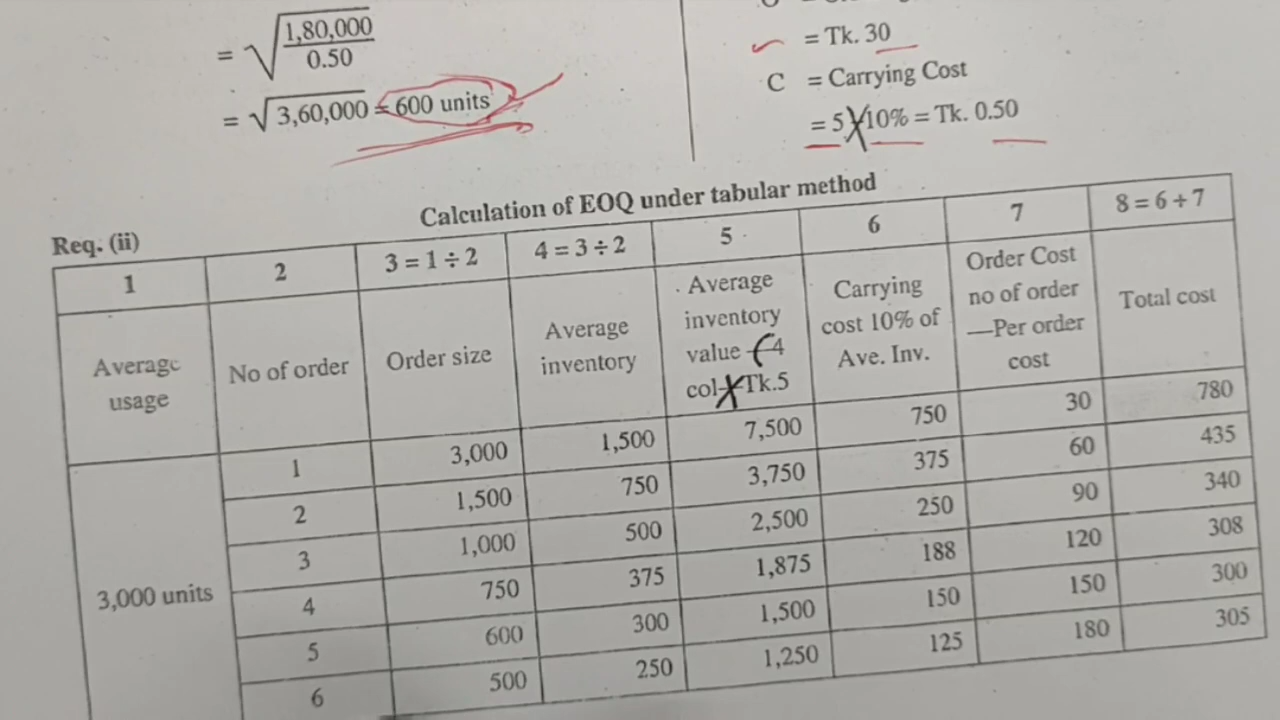 = √1,80,000
0.50
= √3,60,000 = 600 units
= Tk. 30
C = Carrying Cost
= 5 X 10% = Tk. 0.50
Calculation of EOQ under tabular method
Req. (ii)
1 2 3 = 1 ÷ 2 4 = 3 ÷ 2 5 6 7 8 = 6 + 7
Average usage No of order Order size Average inventory Average inventory value – (4 col X Tk.5 Carrying cost 10% of Ave. Inv. Order Cost no of order —Per order cost Total cost
3,000 units
1 3,000 1,500 7,500 750 30 780
2 1,500 750 3,750 375 60 435
3 1,000 500 2,500 250 90 340
4 750 375 1,875 188 120 308
5 600 300 1,500 150 150 300
6 500 250 1,250 125 180 305